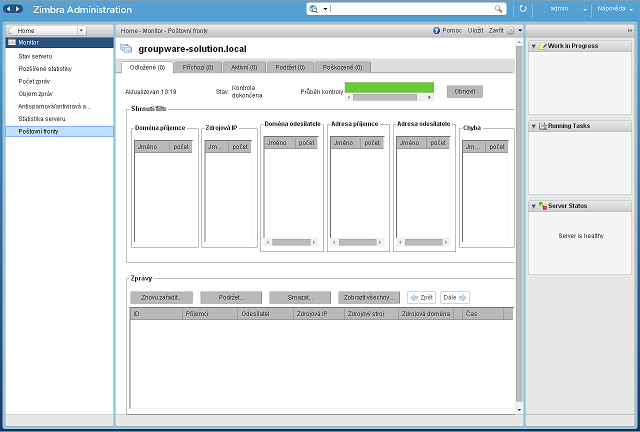 Zimbra Administration
admin
Nápověda
Home
Home - Monitor - Poštovní fronty
Pomoc
Uložit
Zavřít
Monitor
Stav serveru
Rozšířené statistiky
Počet zpráv
Objem zpráv
Antispamová/antivirová a...
Statistika serveru
Poštovní fronty
groupware-solution.local
Odložené (0)
Příchozí (0)
Aktivní (0)
Podržet (0)
Poškozené (0)
Aktualizovan 19:19
Stav:
Kontrola dokončena
Průběh kontroly
Obnovit
Shrnutí/filtr
Doména příjemce
Zdrojová IP
Doména odesílatele
Adresa příjemce
Adresa odesílatele
Chyba
Jméno počet
Jm... počet
Jméno počet
Jméno počet
Jméno počet
Jm... počet
Zprávy
Znovu zařadit...
Podržet...
Smazat...
Zobrazit všechny ...
Zpět
Dále
ID
Příjemci
Odesílatel
Zdrojová IP
Zdrojový stroj
Zdrojová doména
Čas
Work in Progress
Running Tasks
Server Status
Server is healthy.